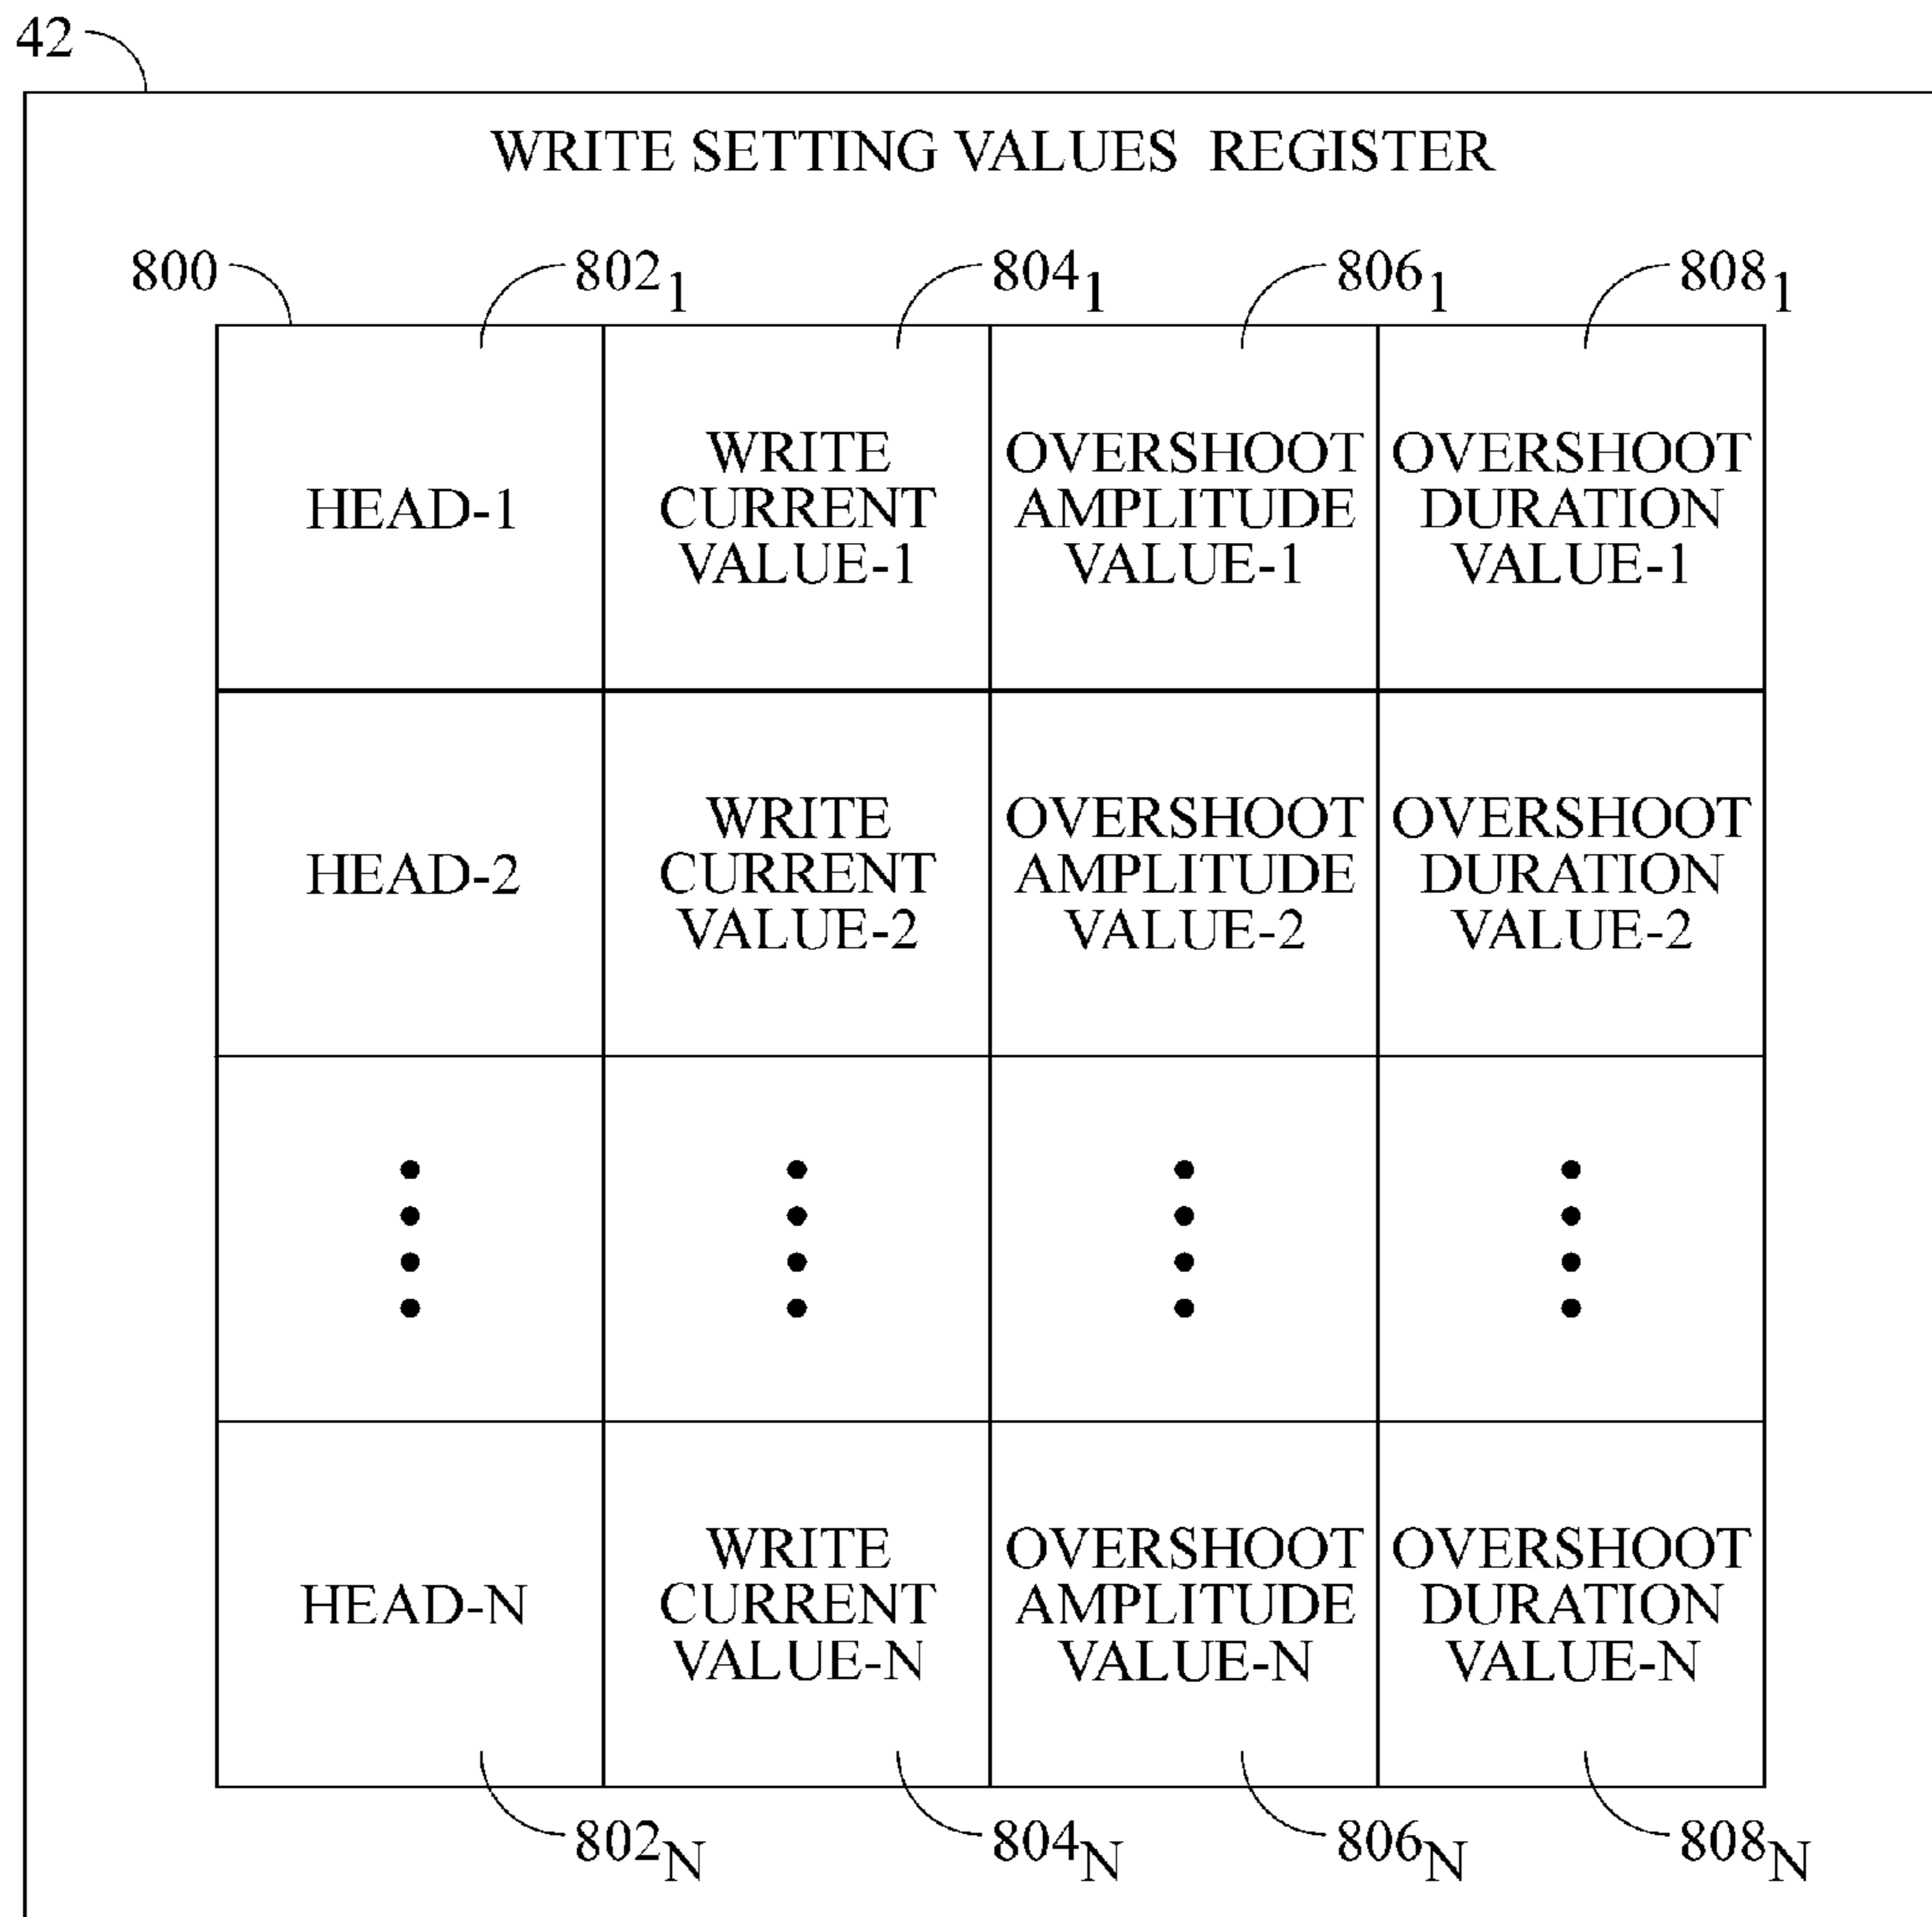 42
WRITE SETTING VALUES REGISTER
800 802₁ 804₁ 806₁ 808₁
HEAD-1
WRITE
CURRENT
VALUE-1
OVERSHOOT
AMPLITUDE
VALUE-1
OVERSHOOT
DURATION
VALUE-1
HEAD-2
WRITE
CURRENT
VALUE-2
OVERSHOOT
AMPLITUDE
VALUE-2
OVERSHOOT
DURATION
VALUE-2
HEAD-N
WRITE
CURRENT
VALUE-N
OVERSHOOT
AMPLITUDE
VALUE-N
OVERSHOOT
DURATION
VALUE-N
802N 804N 806N 808N